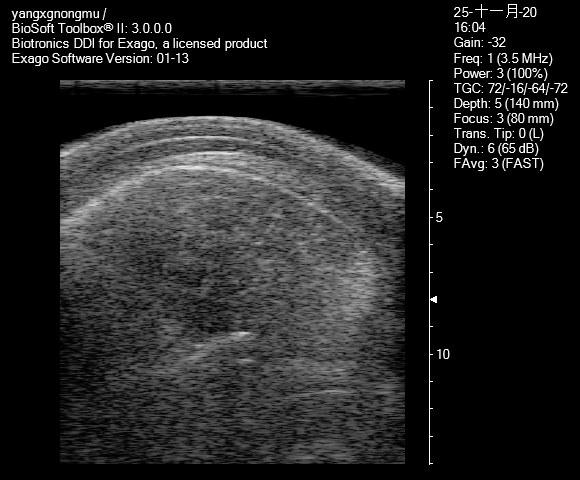 yangxgnongmu /
BioSoft Toolbox® II: 3.0.0.0
Biotronics DDI for Exago, a licensed product
Exago Software Version: 01-13
25-十一月-20
16:04
Gain: -32
Freq: 1 (3.5 MHz)
Power: 3 (100%)
TGC: 72/-16/-64/-72
Depth: 5 (140 mm)
Focus: 3 (80 mm)
Trans. Tip: 0 (L)
Dyn.: 6 (65 dB)
FAvg: 3 (FAST)
5
10